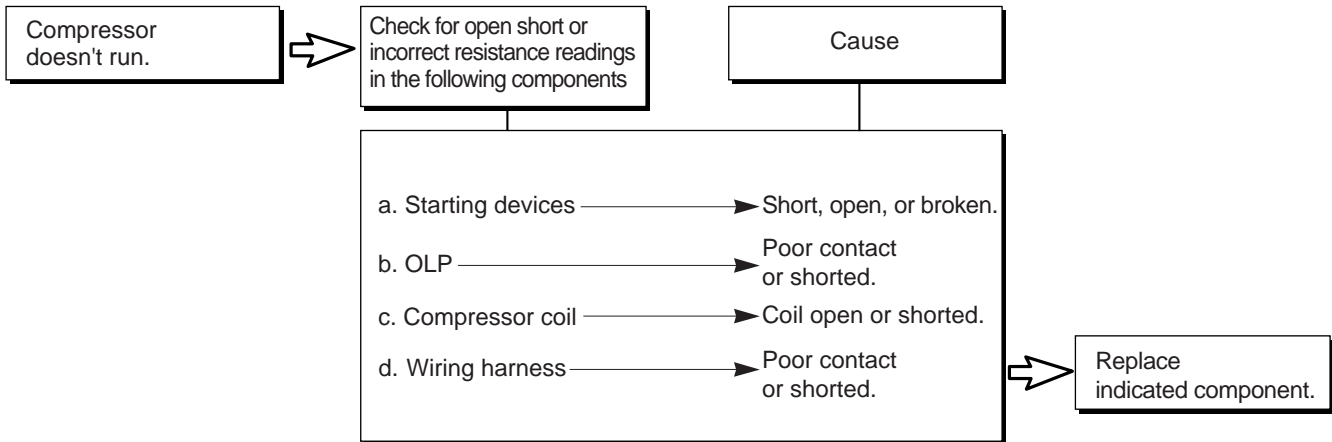 Compressor
doesn't run.
Check for open short or
incorrect resistance readings
in the following components
Cause
a. Starting devices
Short, open, or broken.
b. OLP
Poor contact
or shorted.
c. Compressor coil
Coil open or shorted.
d. Wiring harness
Poor contact
or shorted.
Replace
indicated component.